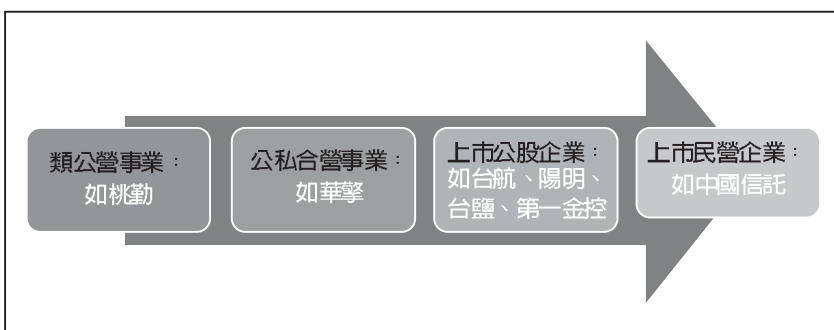 類公營事業：
如桃勤
公私合營事業：
如華擎
上市公股企業：
如台航、陽明、
台鹽、第一金控
上市民營企業：
如中國信託